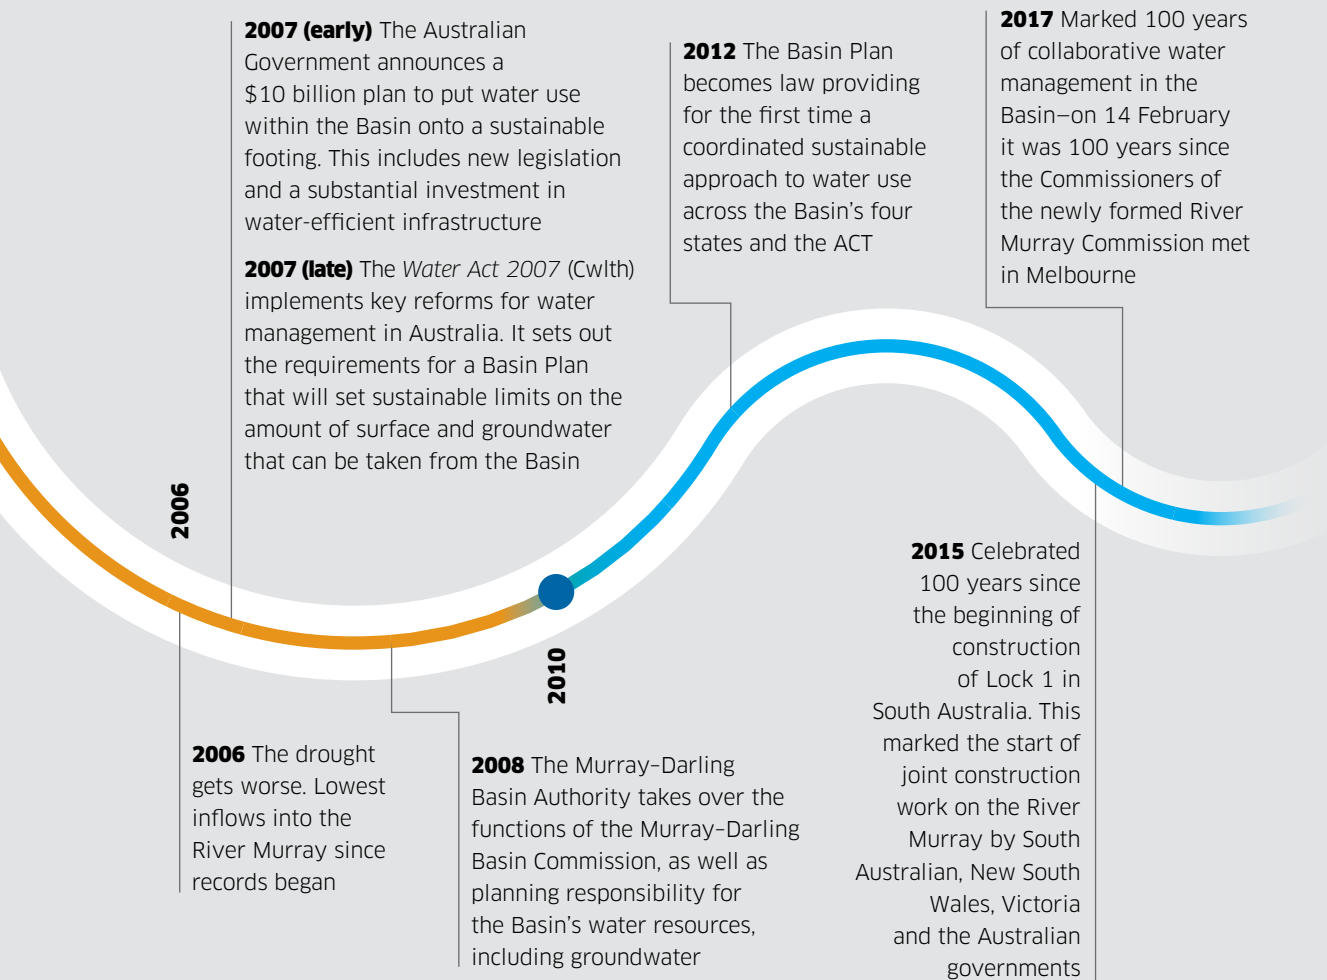 2007 (early) The Australian
Government announces a
$10 billion plan to put water use
within the Basin onto a sustainable
footing. This includes new legislation
and a substantial investment in
water-efficient infrastructure
2007 (late) The Water Act 2007 (Cwlth)
implements key reforms for water
management in Australia. It sets out
the requirements for a Basin Plan
that will set sustainable limits on the
amount of surface and groundwater
that can be taken from the Basin
2012 The Basin Plan
becomes law providing
for the first time a
coordinated sustainable
approach to water use
across the Basin's four
states and the ACT
2017 Marked 100 years
of collaborative water
management in the
Basin—on 14 February
it was 100 years since
the Commissioners of
the newly formed River
Murray Commission met
in Melbourne
2006
2010
2006 The drought
gets worse. Lowest
inflows into the
River Murray since
records began
2008 The Murray–Darling
Basin Authority takes over the
functions of the Murray–Darling
Basin Commission, as well as
planning responsibility for
the Basin's water resources,
including groundwater
2015 Celebrated
100 years since
the beginning of
construction
of Lock 1 in
South Australia. This
marked the start of
joint construction
work on the River
Murray by South
Australian, New South
Wales, Victoria
and the Australian
governments